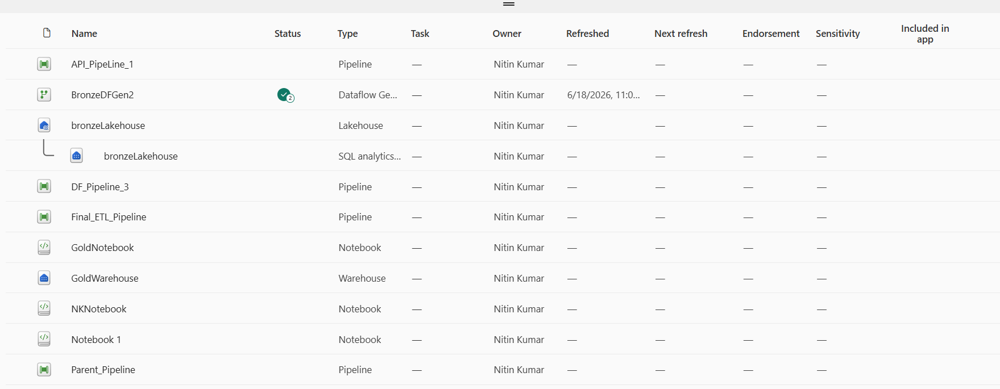 Name Status Type Task Owner Refreshed Next refresh Endorsement Sensitivity Included in app
API_PipeLine_1 Pipeline — Nitin Kumar — — — —
BronzeDFGen2 2 Dataflow Ge... — Nitin Kumar 6/18/2026, 11:0... — — —
bronzeLakehouse Lakehouse — Nitin Kumar — — — —
bronzeLakehouse SQL analytics... — Nitin Kumar — — — —
DF_Pipeline_3 Pipeline — Nitin Kumar — — — —
Final_ETL_Pipeline Pipeline — Nitin Kumar — — — —
GoldNotebook Notebook — Nitin Kumar — — — —
GoldWarehouse Warehouse — Nitin Kumar — — — —
NKNotebook Notebook — Nitin Kumar — — — —
Notebook 1 Notebook — Nitin Kumar — — — —
Parent_Pipeline Pipeline — Nitin Kumar — — — —